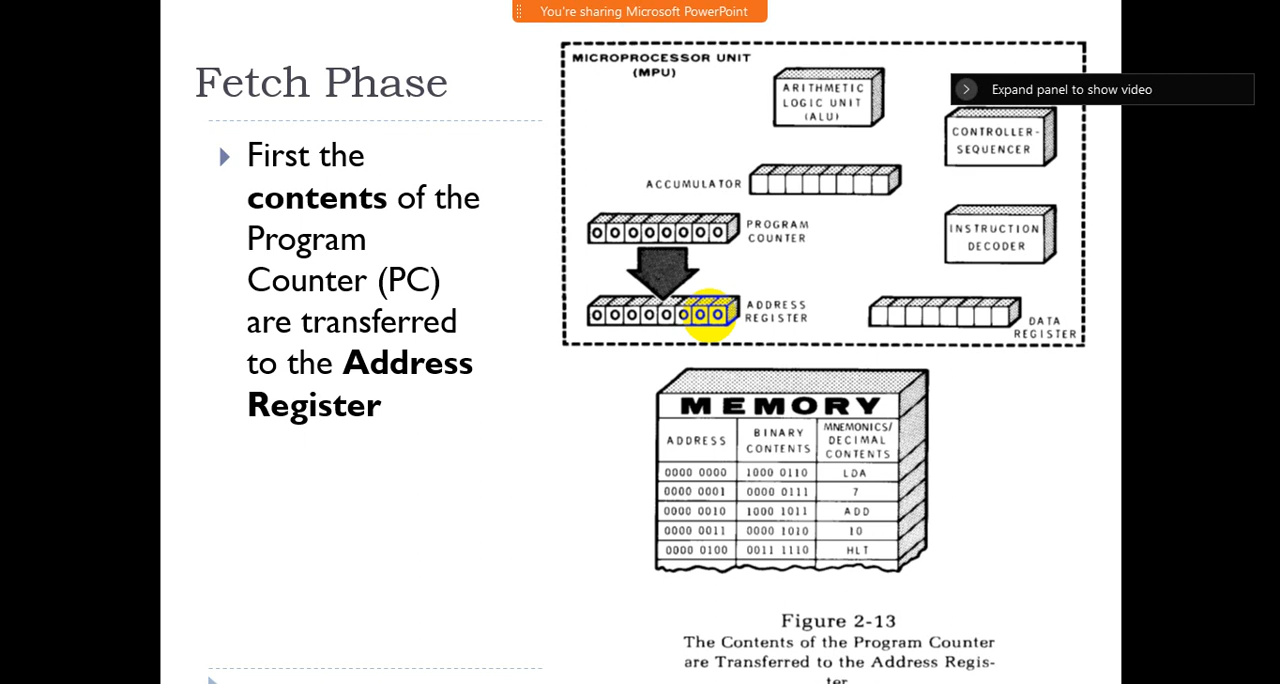 You're sharing Microsoft PowerPoint
Fetch Phase
First the
contents of the
Program
Counter (PC)
are transferred
to the Address
Register
MICROPROCESSOR UNIT
(MPU)
ARITHMETIC
LOGIC UNIT
(ALU)
Expand panel to show video
CONTROLLER-
SEQUENCER
ACCUMULATOR
PROGRAM
COUNTER
0 0 0 0 0 0 0 0
INSTRUCTION
DECODER
ADDRESS
REGISTER
0 0 0 0 0 0 0 0
DATA
REGISTER
MEMORY
ADDRESS
BINARY
CONTENTS
MNEMONICS/
DECIMAL
CONTENTS
0000 0000 1000 0110 LDA
0000 0001 0000 0111 7
0000 0010 1000 1011 ADD
0000 0011 0000 1010 10
0000 0100 0011 1110 HLT
Figure 2-13
The Contents of the Program Counter
are Transferred to the Address Regis-
ter